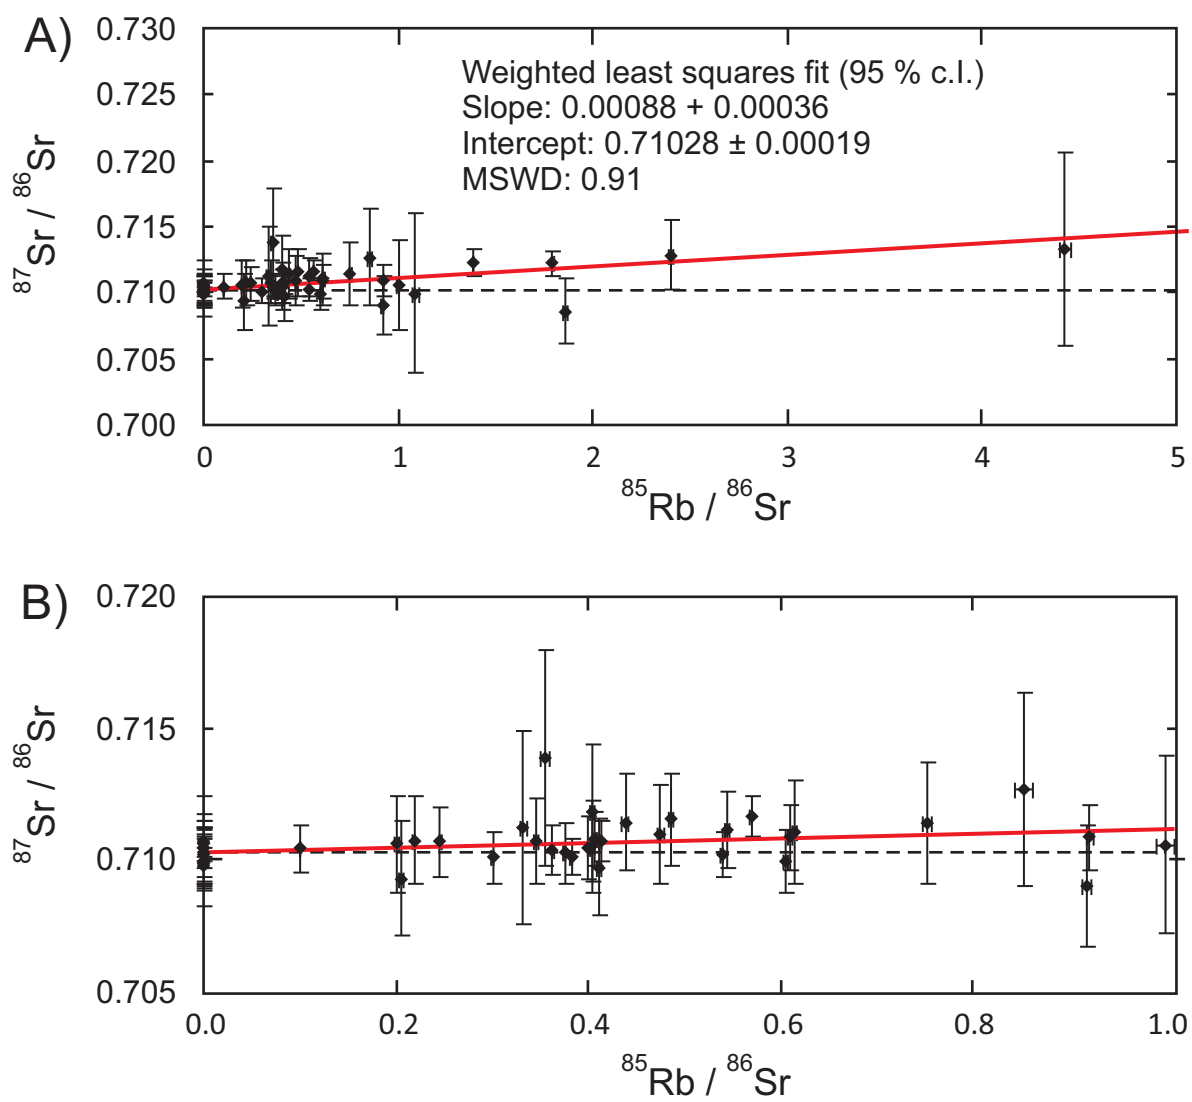 A)
0.730
0.725
0.720
0.715
0.710
0.705
0.700
87Sr / 86Sr
Weighted least squares fit (95 % c.I.)
Slope: 0.00088 + 0.00036
Intercept: 0.71028 ± 0.00019
MSWD: 0.91
0 1 2 3 4 5
85Rb / 86Sr
B)
0.720
0.715
0.710
0.705
87Sr / 86Sr
0.0 0.2 0.4 0.6 0.8 1.0
85Rb / 86Sr